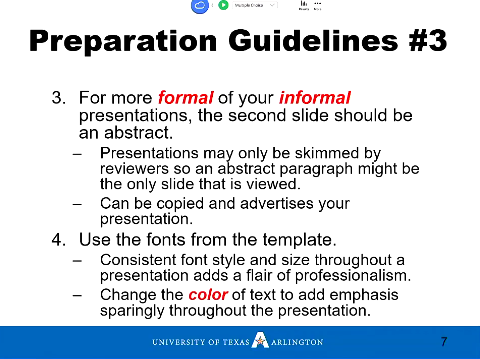 Multiple Choice
Preparation Guidelines #3
3. For more formal of your informal
presentations, the second slide should be
an abstract.
– Presentations may only be skimmed by
reviewers so an abstract paragraph might be
the only slide that is viewed.
– Can be copied and advertises your
presentation.
4. Use the fonts from the template.
– Consistent font style and size throughout a
presentation adds a flair of professionalism.
– Change the color of text to add emphasis
sparingly throughout the presentation.
UNIVERSITY OF TEXAS ARLINGTON
7